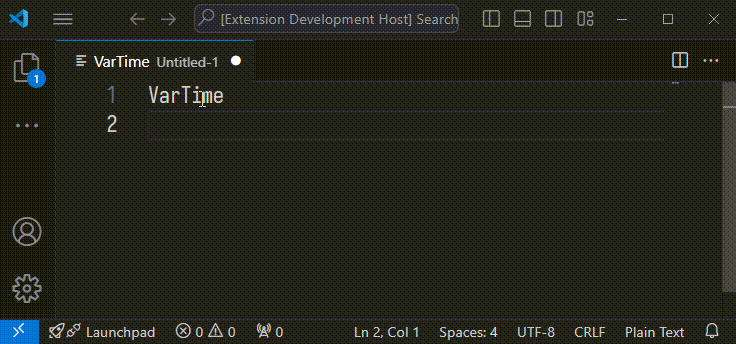 [Extension Development Host] Search
VarTime Untitled-1
1 VarTime
2
1
Launchpad 0 0 0 Ln 2, Col 1 Spaces: 4 UTF-8 CRLF Plain Text